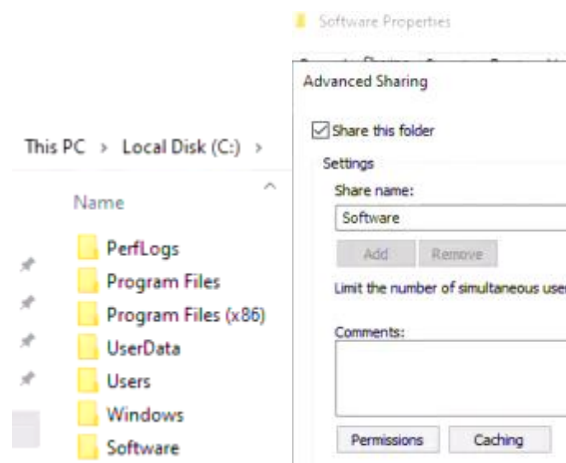 Software Properties
Advanced Sharing
Share this folder
Settings
Share name:
Software
Add Remove
Limit the number of simultaneous user
Comments:
Permissions Caching
This PC > Local Disk (C:) >
Name
PerfLogs
Program Files
Program Files (x86)
UserData
Users
Windows
Software